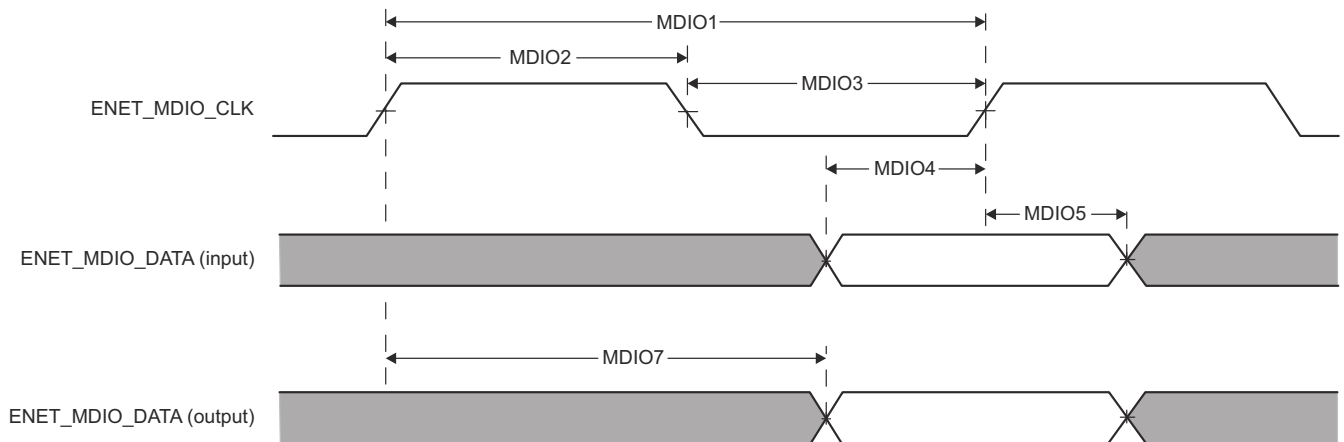 MDIO1
MDIO2
MDIO3
ENET_MDIO_CLK
MDIO4
MDIO5
ENET_MDIO_DATA (input)
MDIO7
ENET_MDIO_DATA (output)